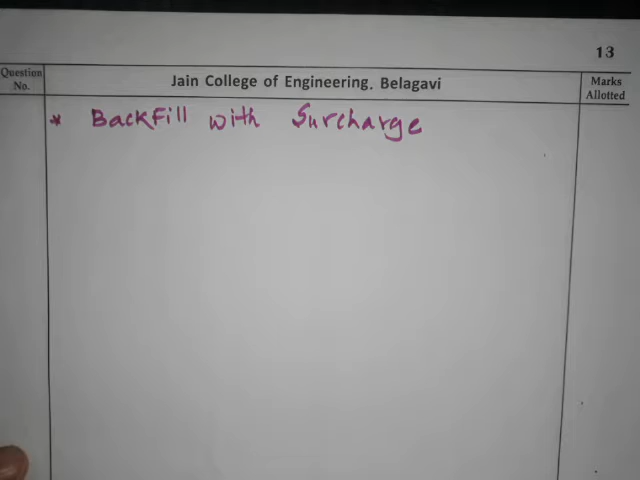 13
Question No.
Jain College of Engineering. Belagavi
Marks Allotted
* Backfill with Surcharge